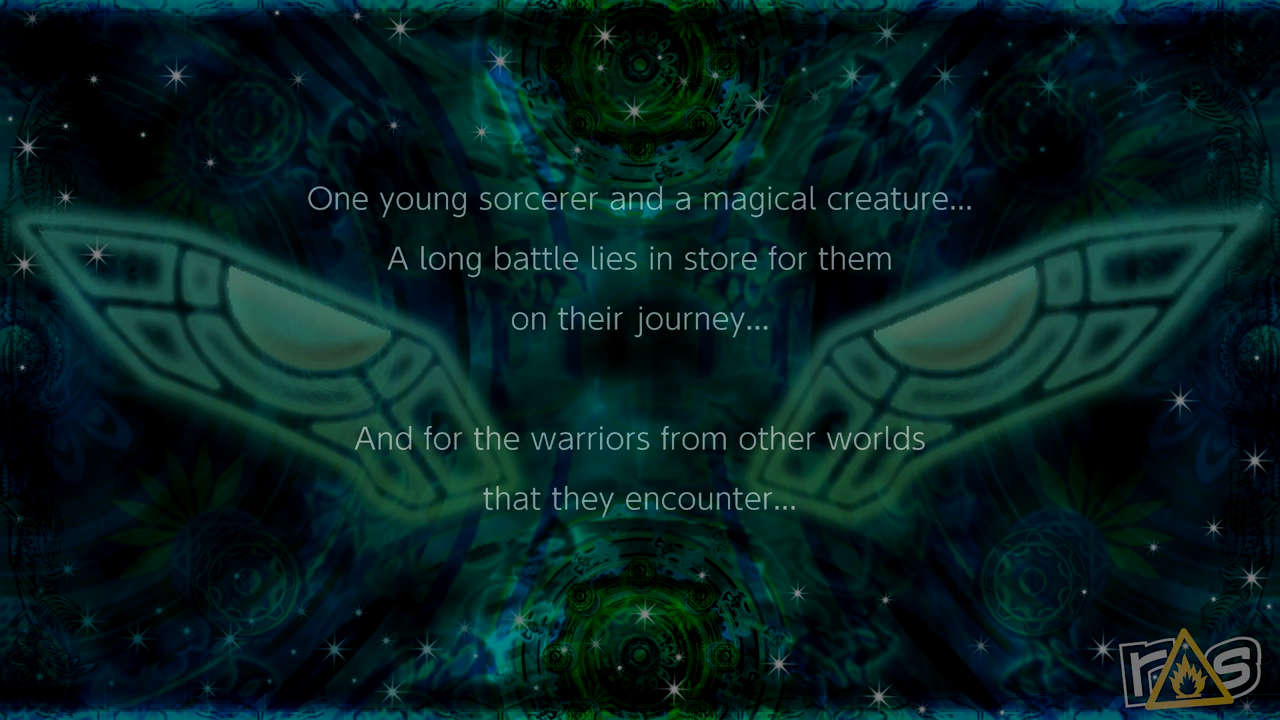 One young sorcerer and a magical creature...
A long battle lies in store for them
on their journey...
And for the warriors from other worlds
that they encounter...
ras